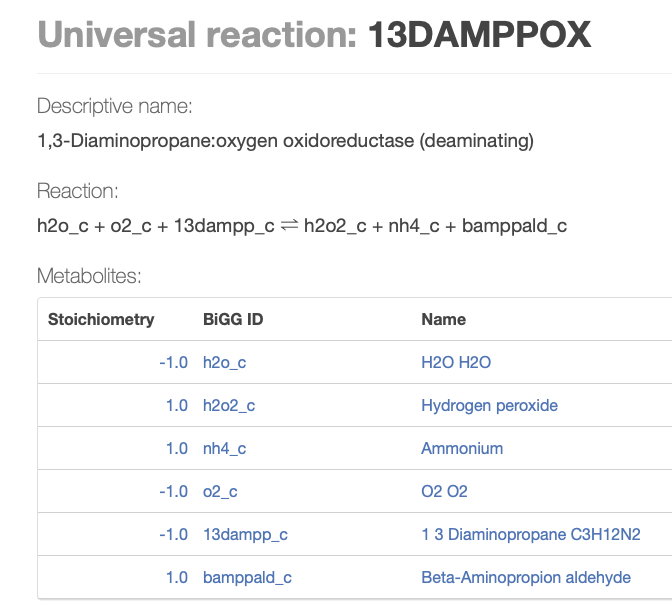 Universal reaction: 13DAMPPOX
Descriptive name:
1,3-Diaminopropane:oxygen oxidoreductase (deaminating)
Reaction:
h2o_c + o2_c + 13dampp_c ⇌ h2o2_c + nh4_c + bamppald_c
Metabolites:
Stoichiometry BiGG ID Name
-1.0 h2o_c H2O H2O
1.0 h2o2_c Hydrogen peroxide
1.0 nh4_c Ammonium
-1.0 o2_c O2 O2
-1.0 13dampp_c 1 3 Diaminopropane C3H12N2
1.0 bamppald_c Beta-Aminopropion aldehyde